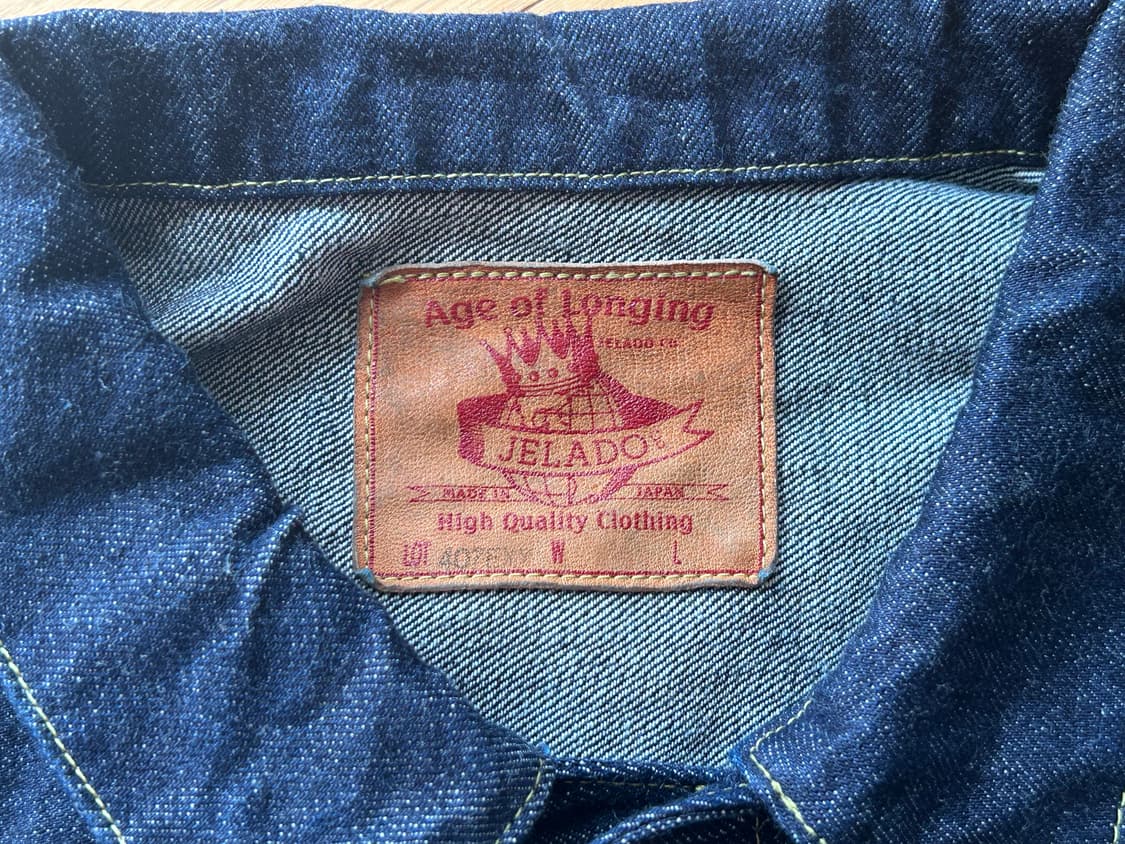 Age of Longing
JELADO CO
JELADO
MADE IN JAPAN
High Quality Clothing
LOT W L